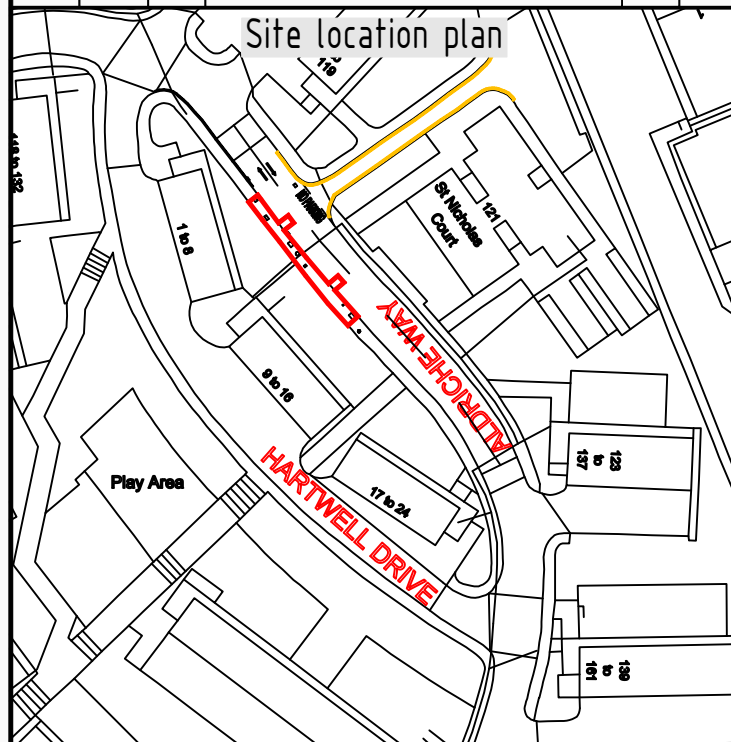 Site location plan
119
118 to 132
1 to 8
121
St Nicholas
Court
ALDRICHE WAY
9 to 16
HARTWELL DRIVE
Play Area
17 to 24
123
to
137
139
to
161